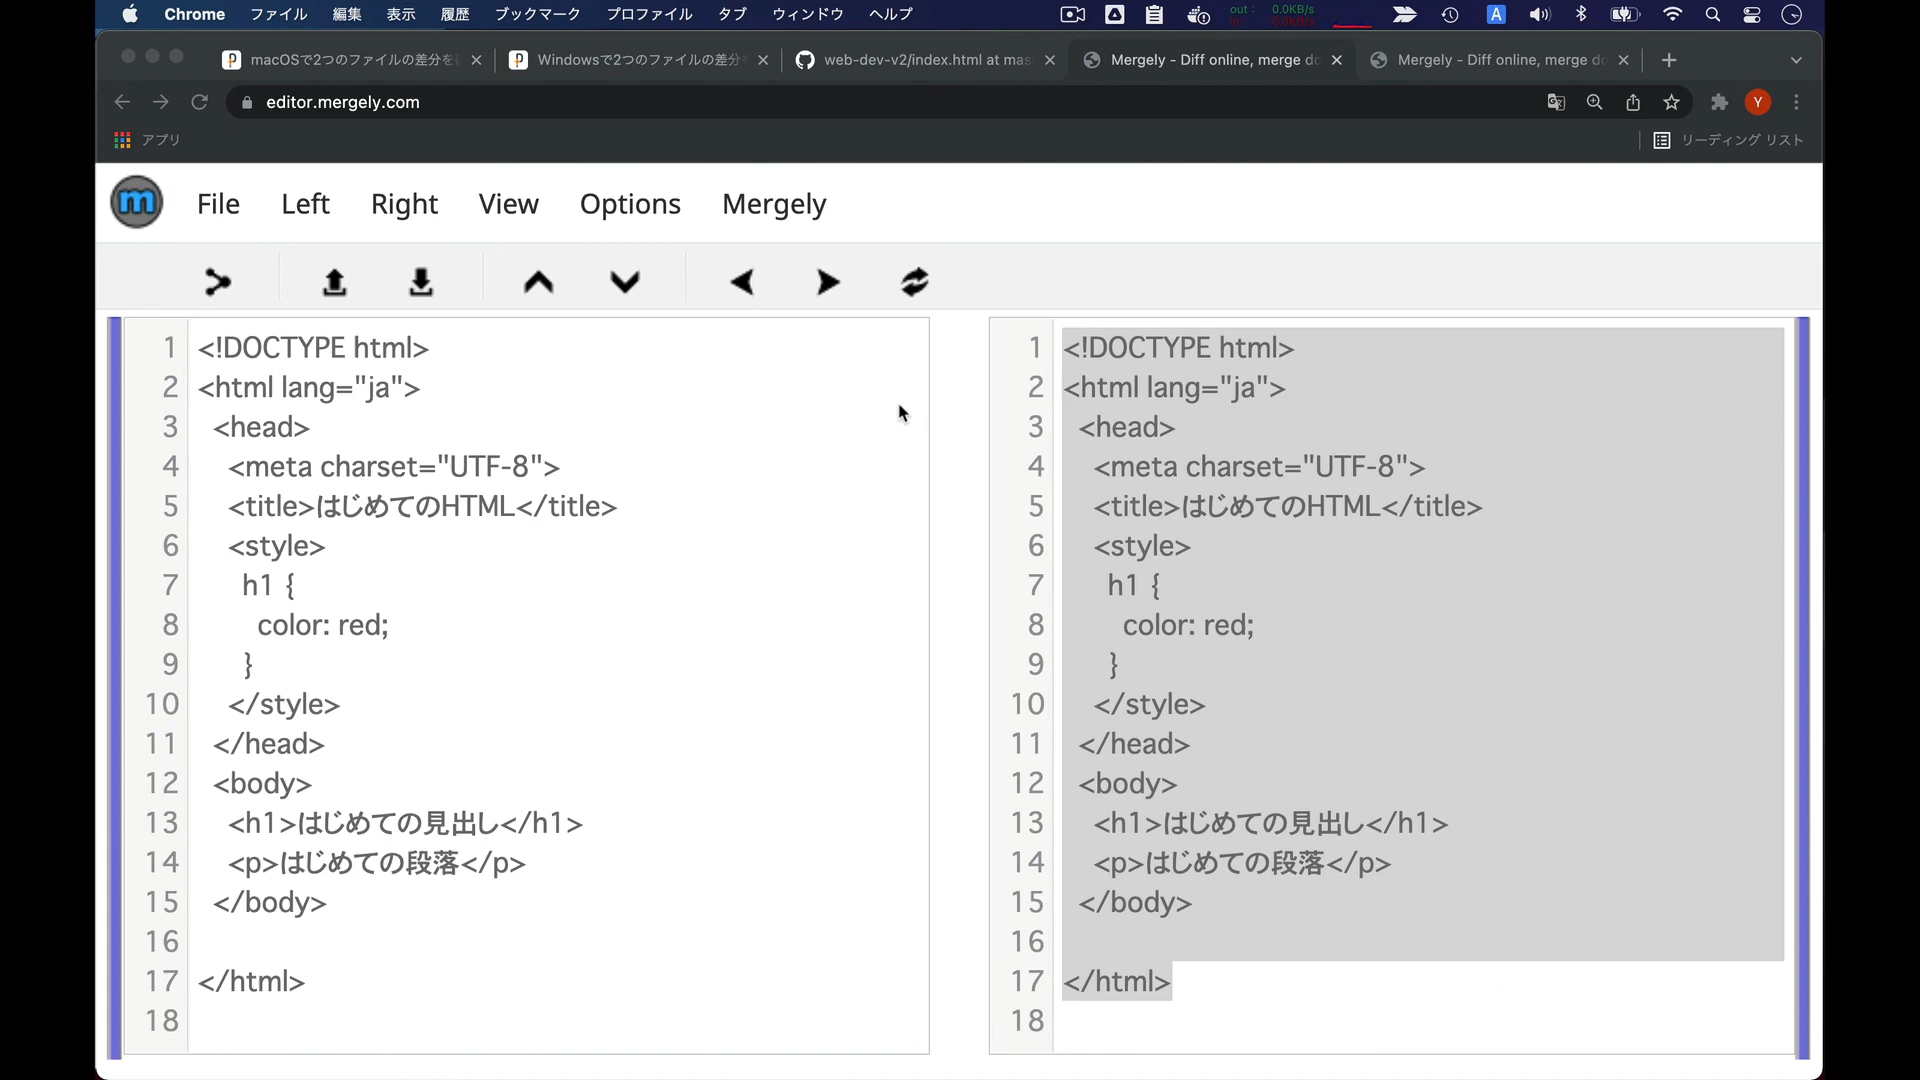 Chrome ファイル 編集 表示 履歴 ブックマーク プロファイル タブ ウィンドウ ヘルプ out : 0.0KB/s A
in : 0.0KB/s
macOSで2つのファイルの差分を Windowsで2つのファイルの差分 web-dev-v2/index.html at mas Mergely - Diff online, merge do Mergely - Diff online, merge do
editor.mergely.com Y
アプリ リーディング リスト
m File Left Right View Options Mergely
1 <!DOCTYPE html>
2 <html lang="ja">
3 <head>
4 <meta charset="UTF-8">
5 <title>はじめてのHTML</title>
6 <style>
7 h1 {
8 color: red;
9 }
10 </style>
11 </head>
12 <body>
13 <h1>はじめての見出し</h1>
14 <p>はじめての段落</p>
15 </body>
16
17 </html>
18
1 <!DOCTYPE html>
2 <html lang="ja">
3 <head>
4 <meta charset="UTF-8">
5 <title>はじめてのHTML</title>
6 <style>
7 h1 {
8 color: red;
9 }
10 </style>
11 </head>
12 <body>
13 <h1>はじめての見出し</h1>
14 <p>はじめての段落</p>
15 </body>
16
17 </html>
18